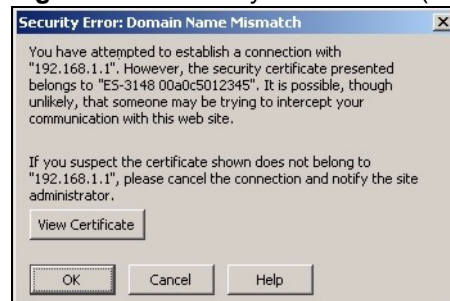 Security Error: Domain Name Mismatch
You have attempted to establish a connection with
"192.168.1.1". However, the security certificate presented
belongs to "ES-3148 00a0c5012345". It is possible, though
unlikely, that someone may be trying to intercept your
communication with this web site.
If you suspect the certificate shown does not belong to
"192.168.1.1", please cancel the connection and notify the site
administrator.
View Certificate
OK Cancel Help